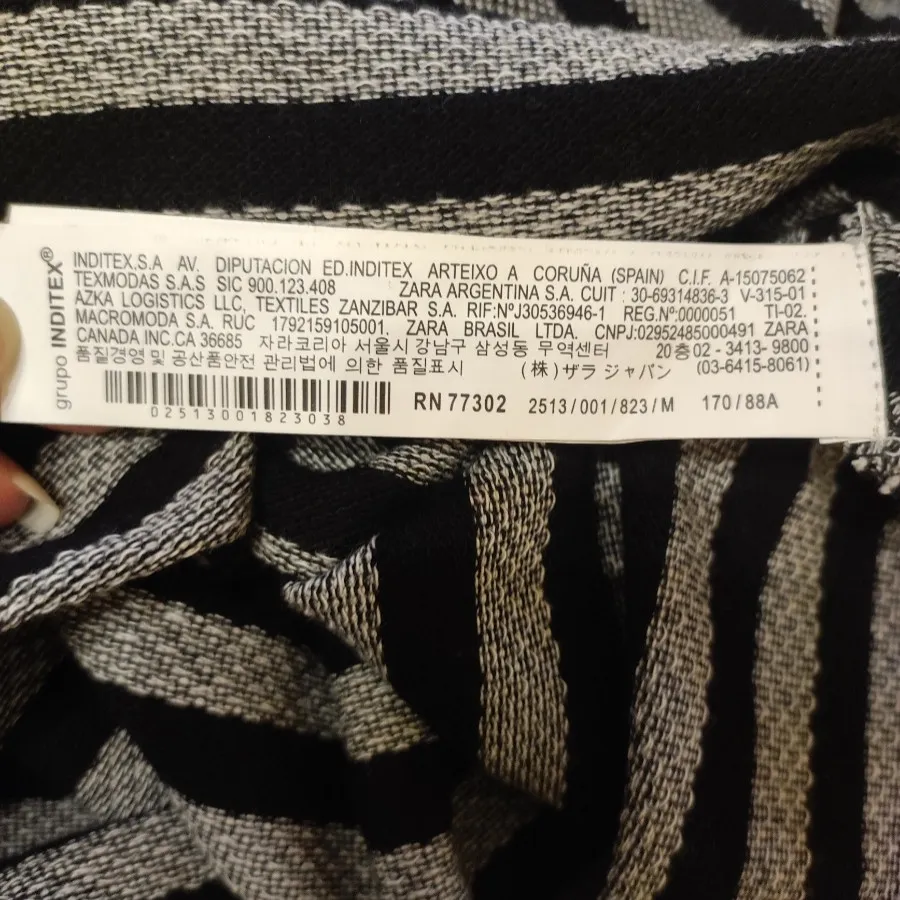 grupo INDITEX®
INDITEX,S.A AV. DIPUTACION ED.INDITEX ARTEIXO A CORUÑA (SPAIN) C.I.F. A-15075062
TEXMODAS S.A.S SIC 900.123.408 ZARA ARGENTINA S.A. CUIT : 30-69314836-3 V-315-01
AZKA LOGISTICS LLC, TEXTILES ZANZIBAR S.A. RIF:NºJ30536946-1 REG.Nº:0000051 TI-02.
MACROMODA S.A. RUC 1792159105001. ZARA BRASIL LTDA. CNPJ:02952485000491 ZARA
CANADA INC.CA 36685 자라코리아 서울시 강남구 삼성동 무역센터 20층 02-3413-9800
품질경영 및 공산품안전 관리법에 의한 품질표시 (株)ザラ ジャパン (03-6415-8061)
02513001823038 RN 77302 2513/001/823/M 170/88A